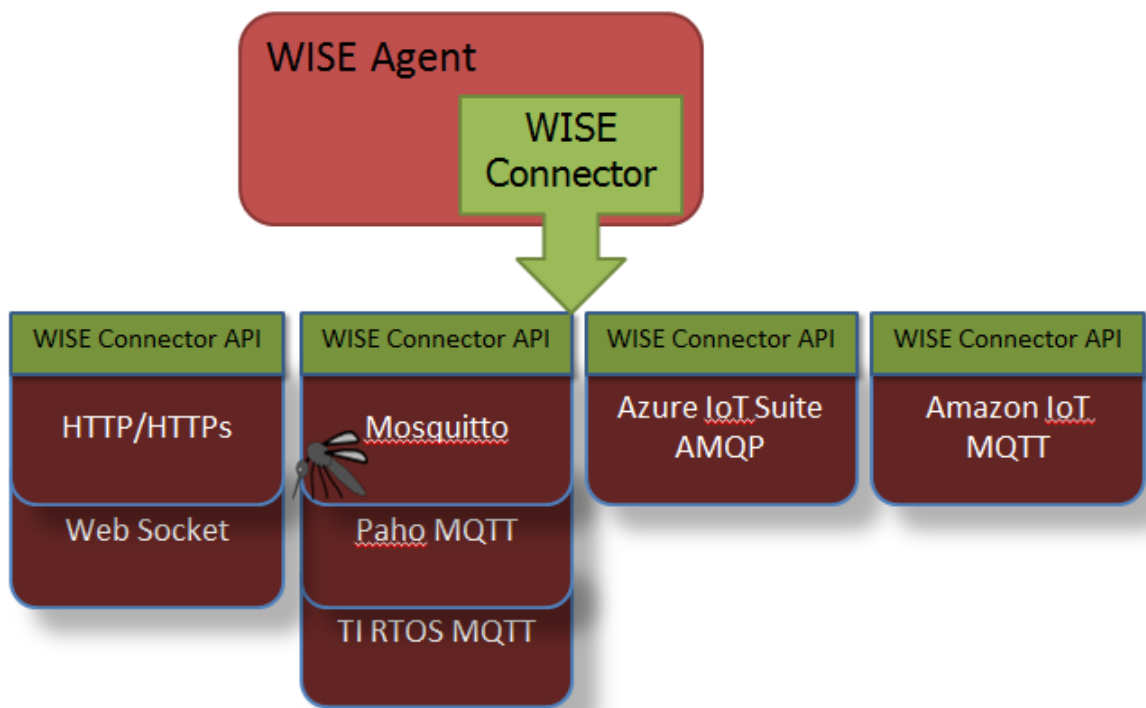 WISE Agent
WISE
Connector
WISE Connector API
HTTP/HTTPs
Web Socket
WISE Connector API
Mosquitto
Paho MQTT
TI RTOS MQTT
WISE Connector API
Azure IoT Suite
AMQP
WISE Connector API
Amazon IoT
MQTT